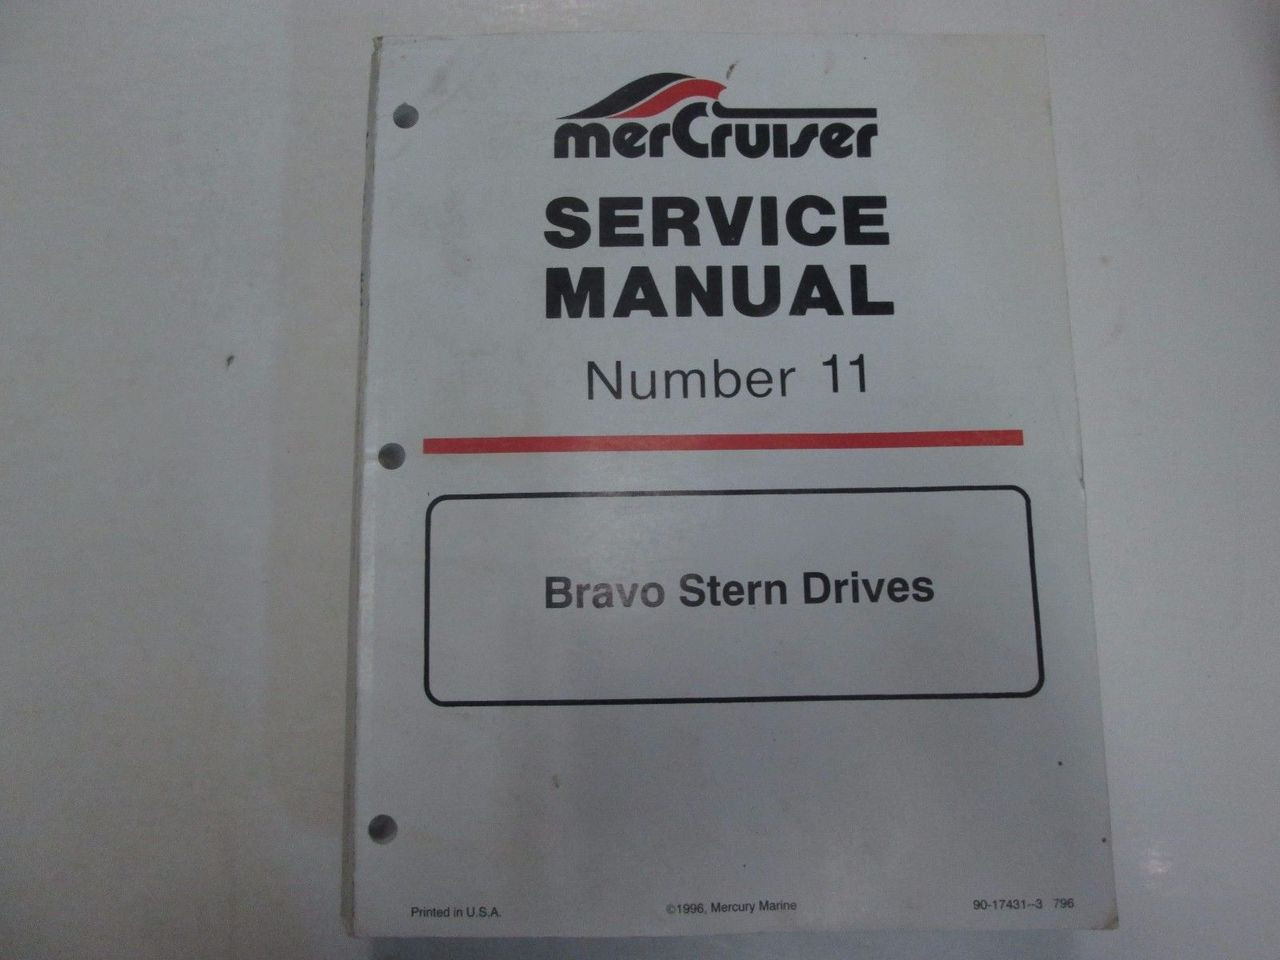 merCruiser
SERVICE
MANUAL
Number 11
Bravo Stern Drives
Printed in U.S.A.
©1996, Mercury Marine
90-17431--3 796